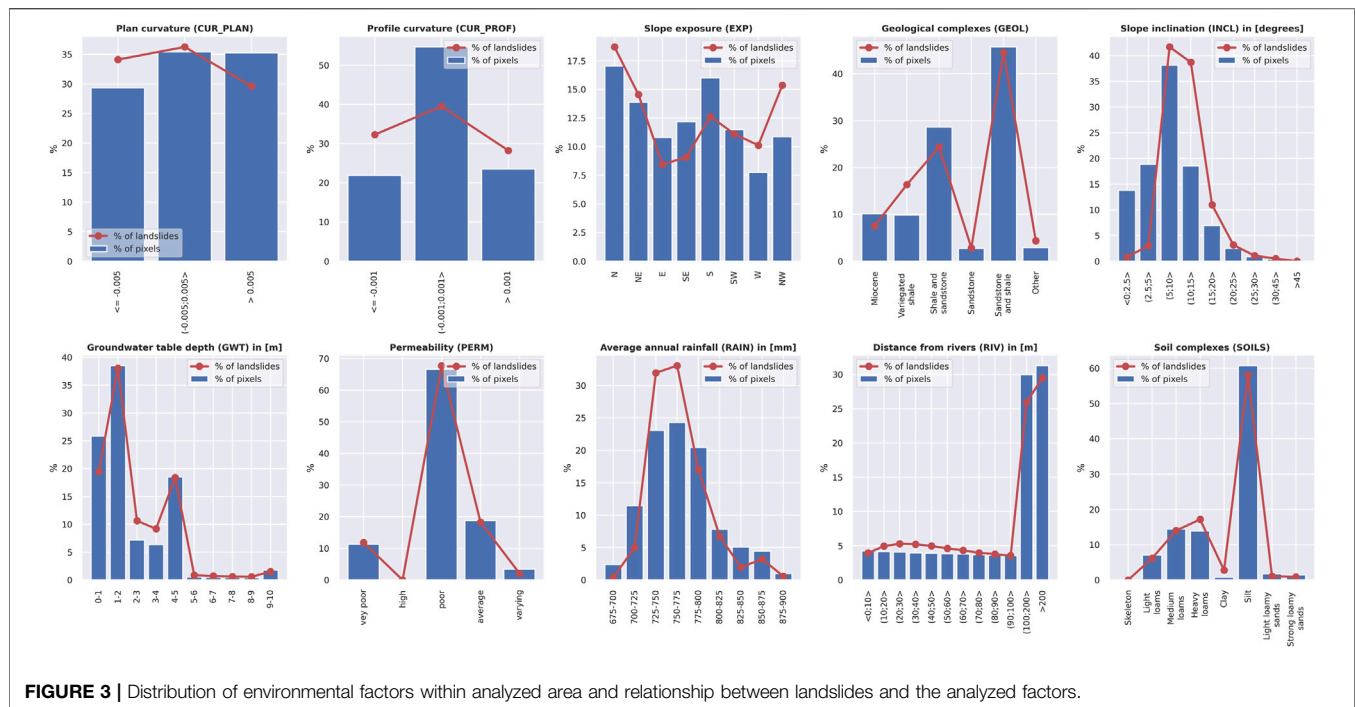 Plan curvature (CUR_PLAN)
35
30
25
20
15
10
5
0
%
% of landslides
% of pixels
<= -0.005
(-0.005;0.005>
> 0.005
Profile curvature (CUR_PROF)
50
40
30
20
10
0
%
% of landslides
% of pixels
<= -0.001
(-0.001;0.001>
> 0.001
Slope exposure (EXP)
17.5
15.0
12.5
10.0
7.5
5.0
2.5
0.0
%
% of landslides
% of pixels
N
NE
E
SE
S
SW
W
NW
Geological complexes (GEOL)
40
30
20
10
0
%
% of landslides
% of pixels
Miocene
Variegated
shale
Shale and
sandstone
Sandstone
Sandstone
and shale
Other
Slope inclination (INCL) in [degrees]
40
35
30
25
20
15
10
5
0
%
% of landslides
% of pixels
<0;2.5>
(2.5;5>
(5;10>
(10;15>
(15;20>
(20;25>
(25;30>
(30;45>
>45
Groundwater table depth (GWT) in [m]
40
35
30
25
20
15
10
5
0
%
% of landslides
% of pixels
0-1
1-2
2-3
3-4
4-5
5-6
6-7
7-8
8-9
9-10
Permeability (PERM)
70
60
50
40
30
20
10
0
%
% of landslides
% of pixels
vey poor
high
poor
average
varying
Average annual rainfall (RAIN) in [mm]
35
30
25
20
15
10
5
0
%
% of landslides
% of pixels
675-700
700-725
725-750
750-775
775-800
800-825
825-850
850-875
875-900
Distance from rivers (RIV) in [m]
30
25
20
15
10
5
0
%
% of landslides
% of pixels
<0;10>
(10;20>
(20;30>
(30;40>
(40;50>
(50;60>
(60;70>
(70;80>
(80;90>
(90;100>
(100;200>
>200
Soil complexes (SOILS)
60
50
40
30
20
10
0
%
% of landslides
% of pixels
Skeleton
Light
loams
Medium
loams
Heavy
loams
Clay
Silt
Light loamy
sands
Strong loamy
sands
FIGURE 3 | Distribution of environmental factors within analyzed area and relationship between landslides and the analyzed factors.